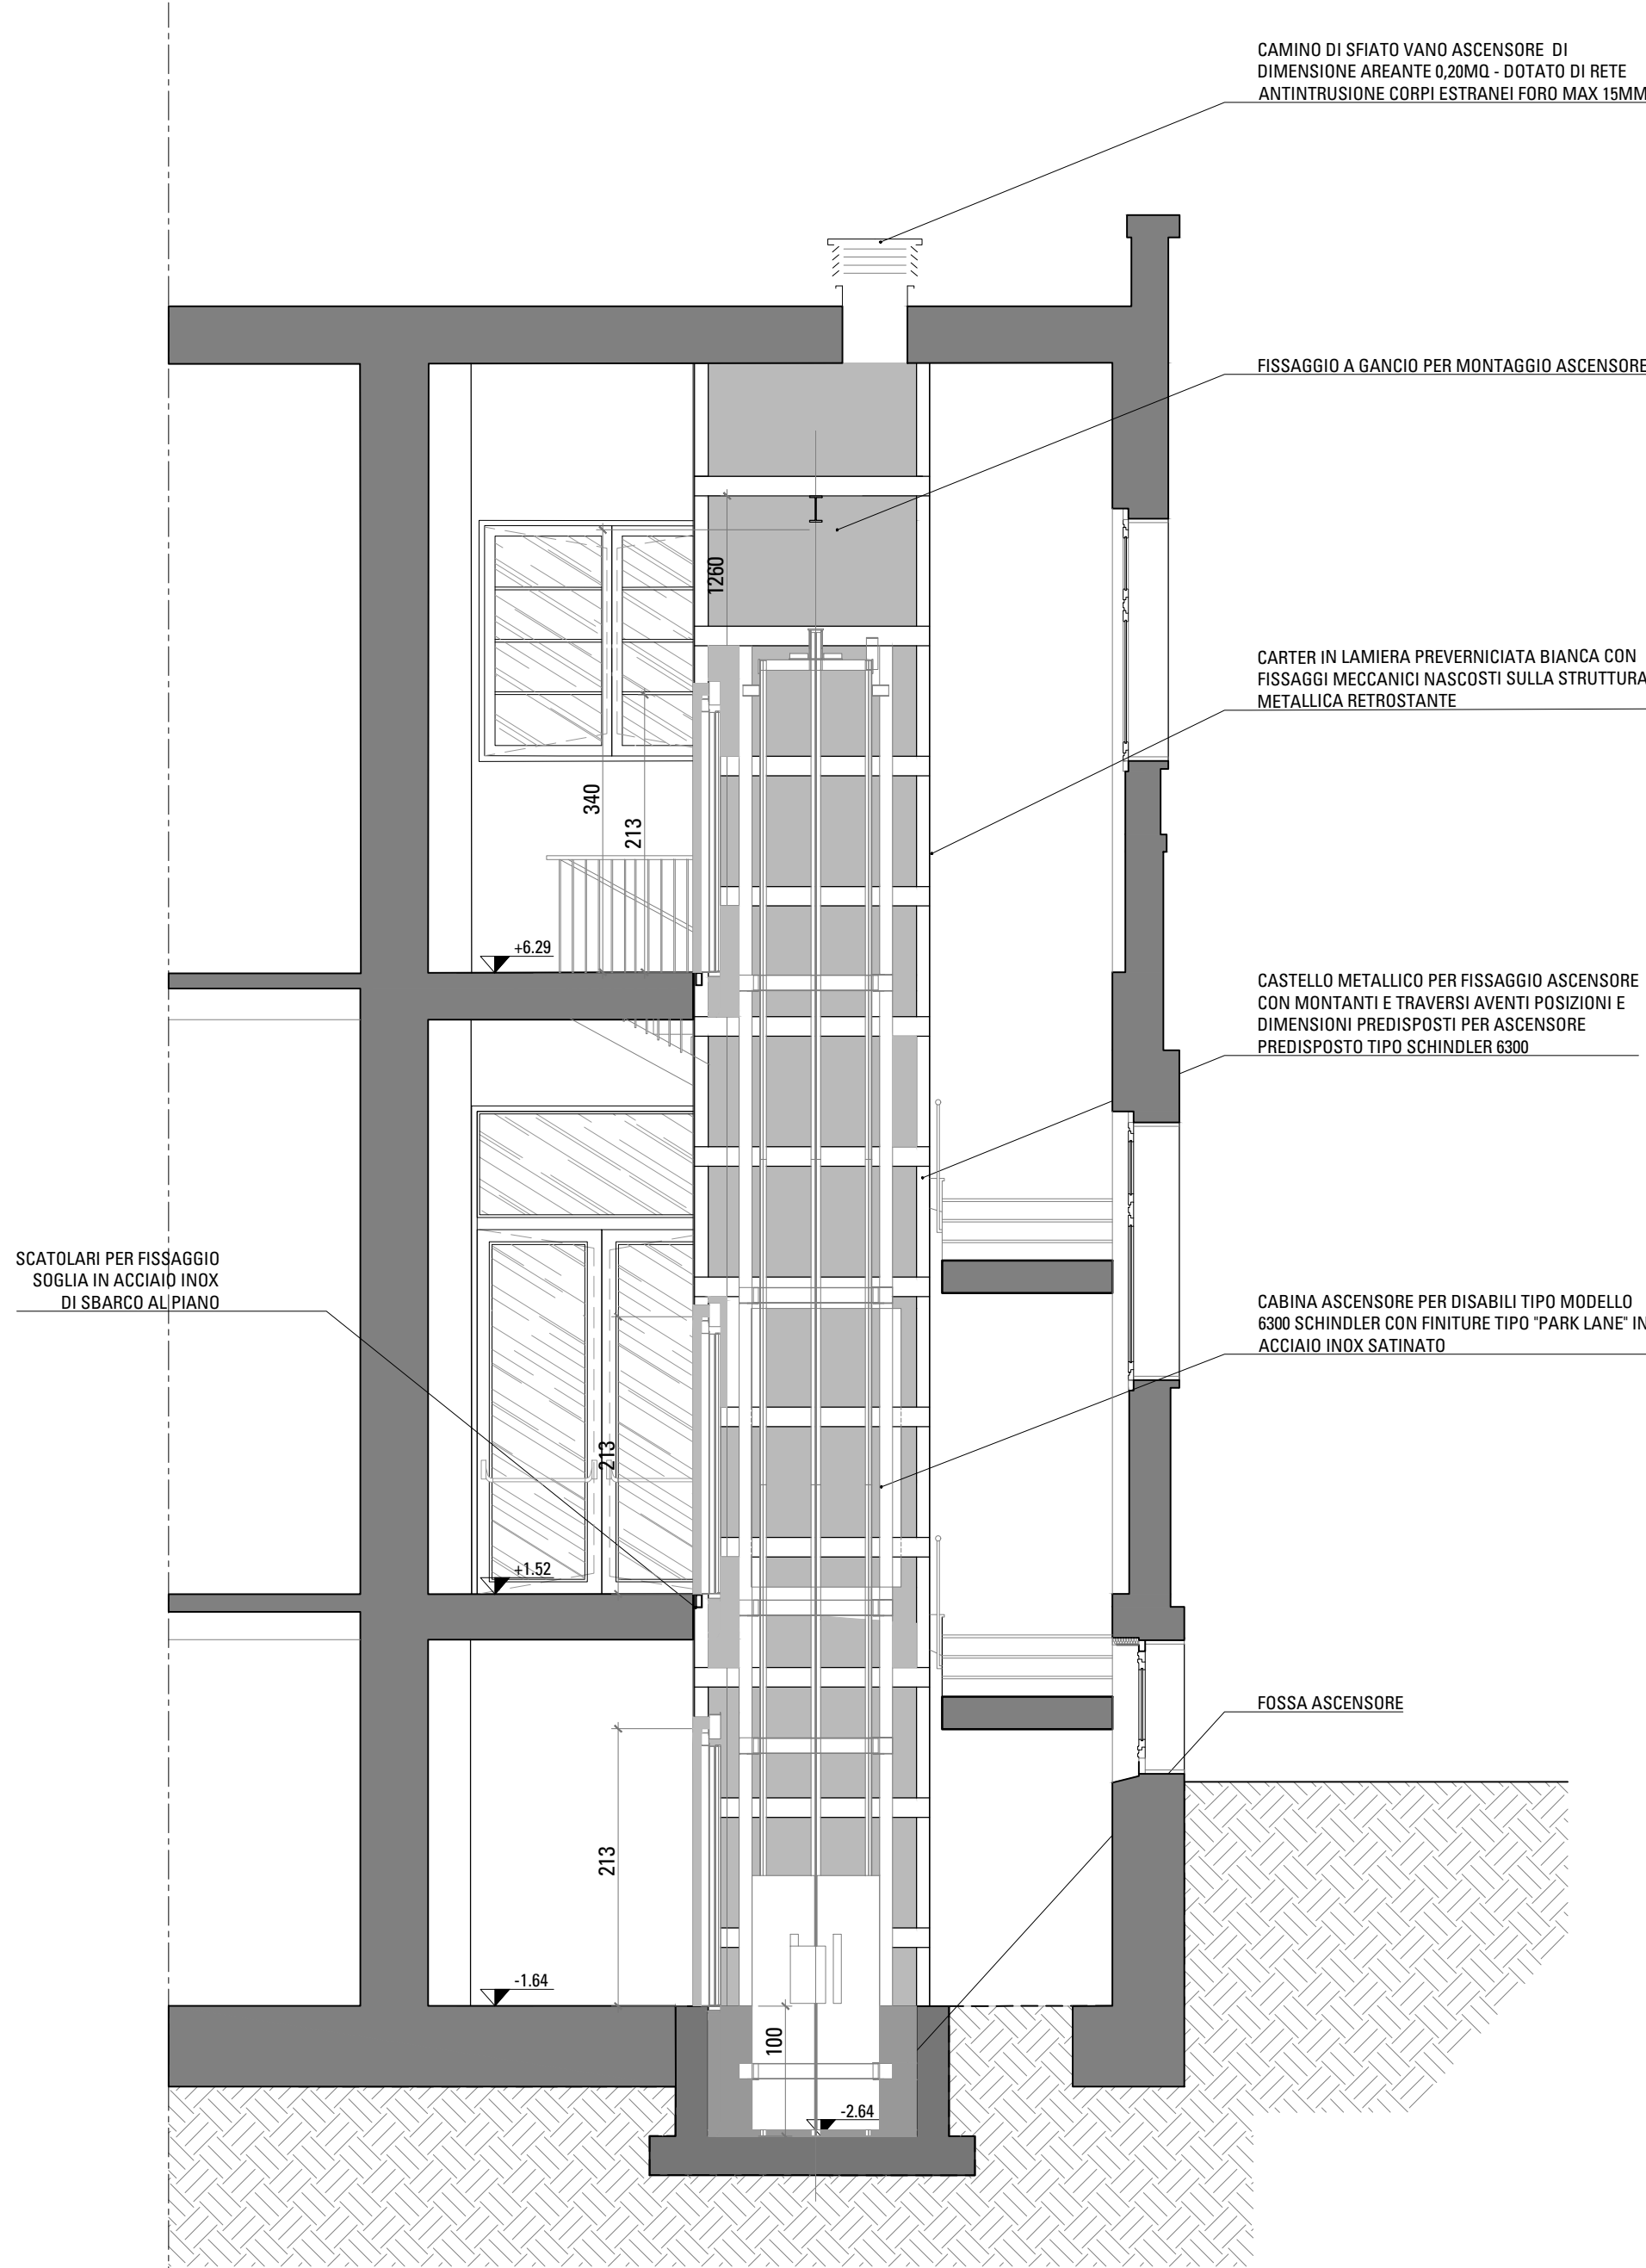 CAMINO DI SFIATO VANO ASCENSORE DI
DIMENSIONE AREANTE 0,20MQ - DOTATO DI RETE
ANTINTRUSIONE CORPI ESTRANEI FORO MAX 15MM
FISSAGGIO A GANCIO PER MONTAGGIO ASCENSORE
1260
CARTER IN LAMIERA PREVERNICIATA BIANCA CON
FISSAGGI MECCANICI NASCOSTI SULLA STRUTTURA
METALLICA RETROSTANTE
340
213
+6.29
CASTELLO METALLICO PER FISSAGGIO ASCENSORE
CON MONTANTI E TRAVERSI AVENTI POSIZIONI E
DIMENSIONI PREDISPOSTI PER ASCENSORE
PREDISPOSTO TIPO SCHINDLER 6300
SCATOLARI PER FISSAGGIO
SOGLIA IN ACCIAIO INOX
DI SBARCO AL PIANO
CABINA ASCENSORE PER DISABILI TIPO MODELLO
6300 SCHINDLER CON FINITURE TIPO "PARK LANE" IN
ACCIAIO INOX SATINATO
213
+1.52
FOSSA ASCENSORE
213
-1.64
100
-2.64